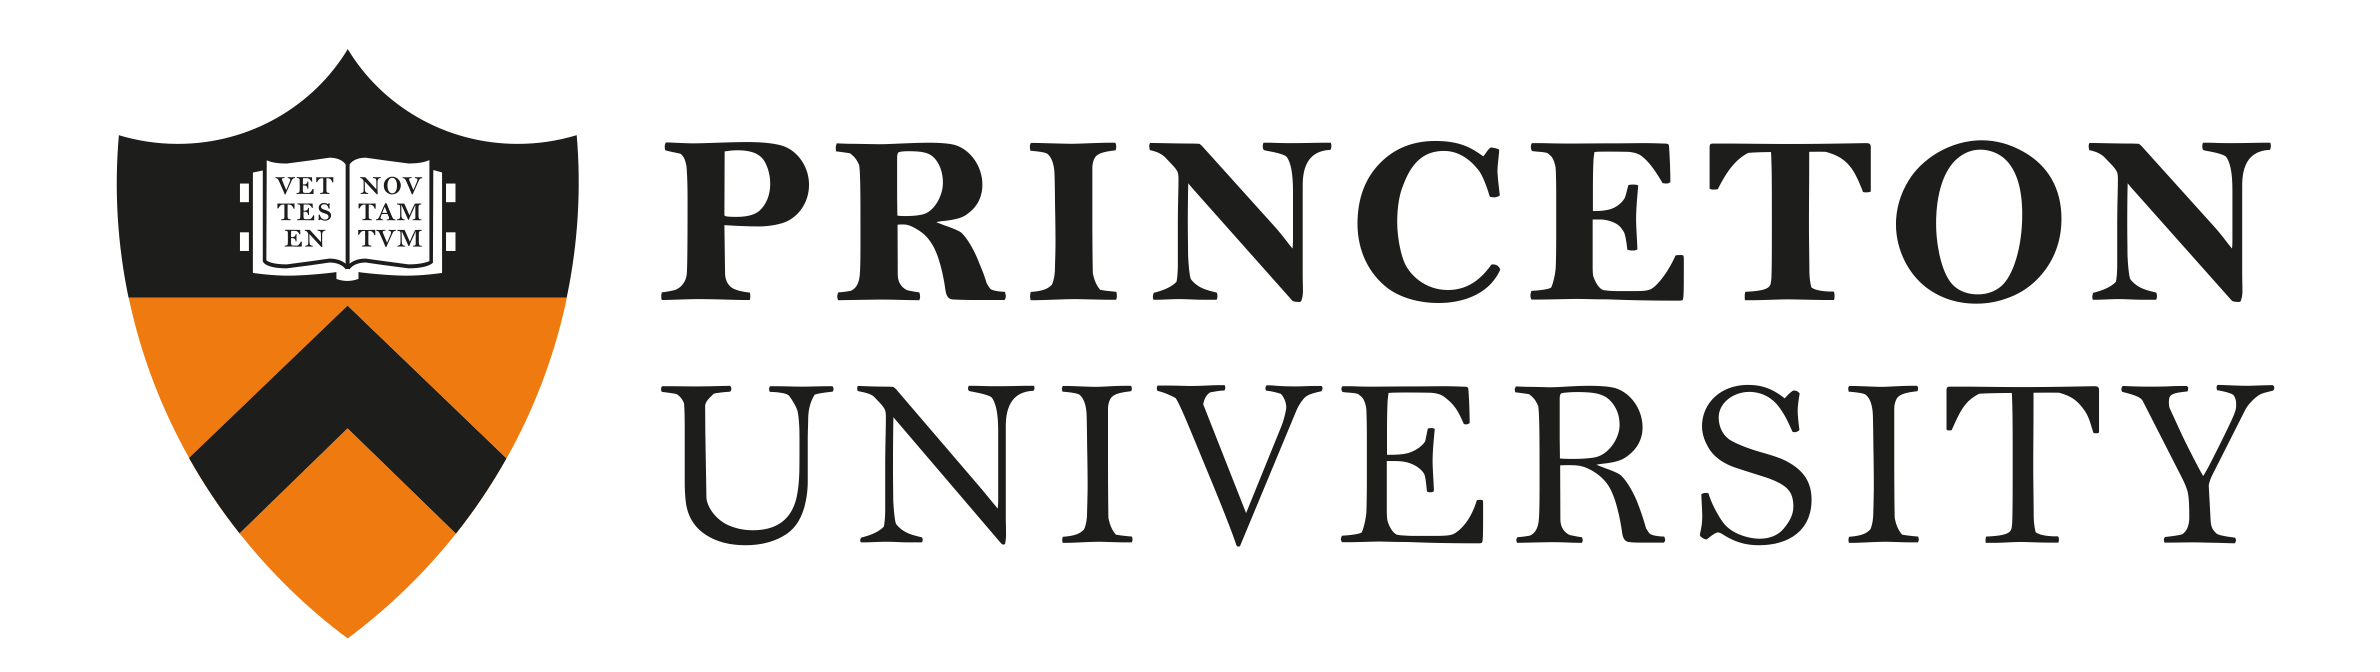 VET NOV
TES TAM
EN TVM
PRINCETON
UNIVERSITY